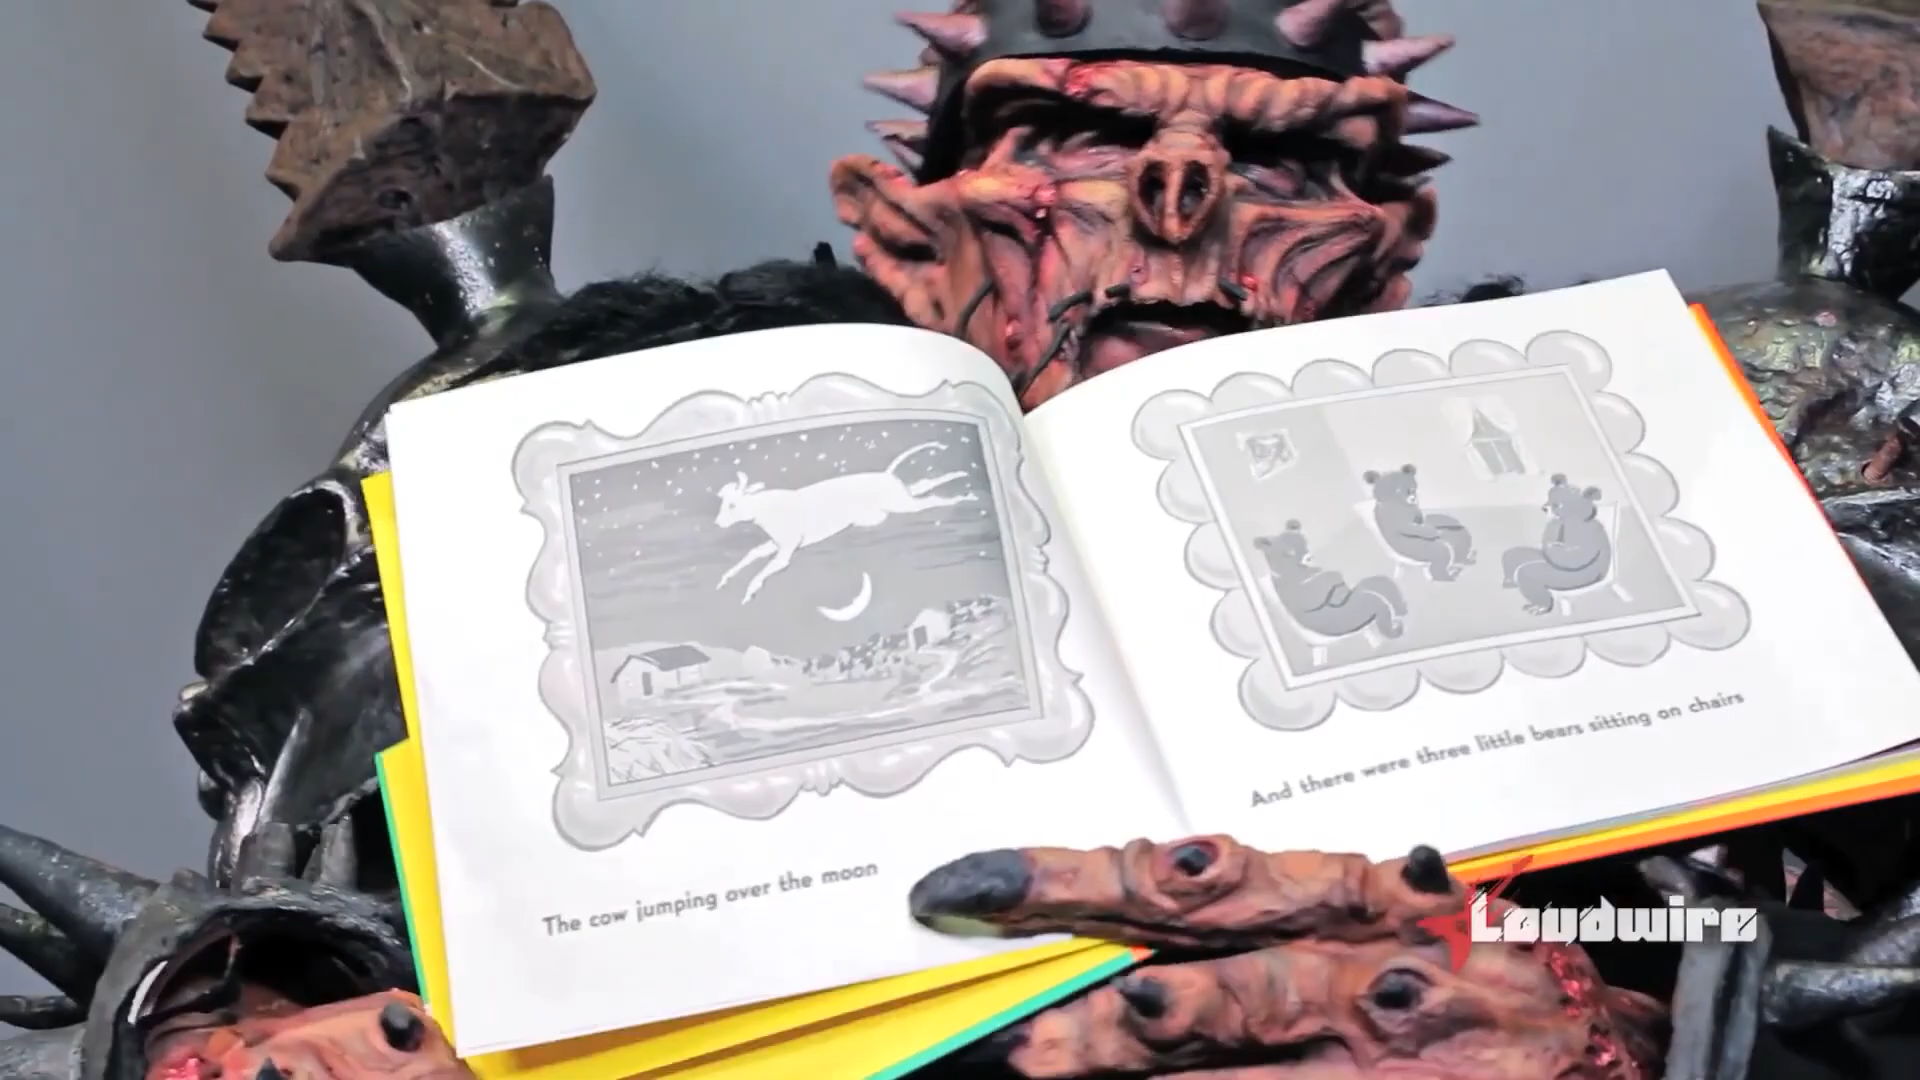 The cow jumping over the moon
And there were three little bears sitting on chairs
Loudwire